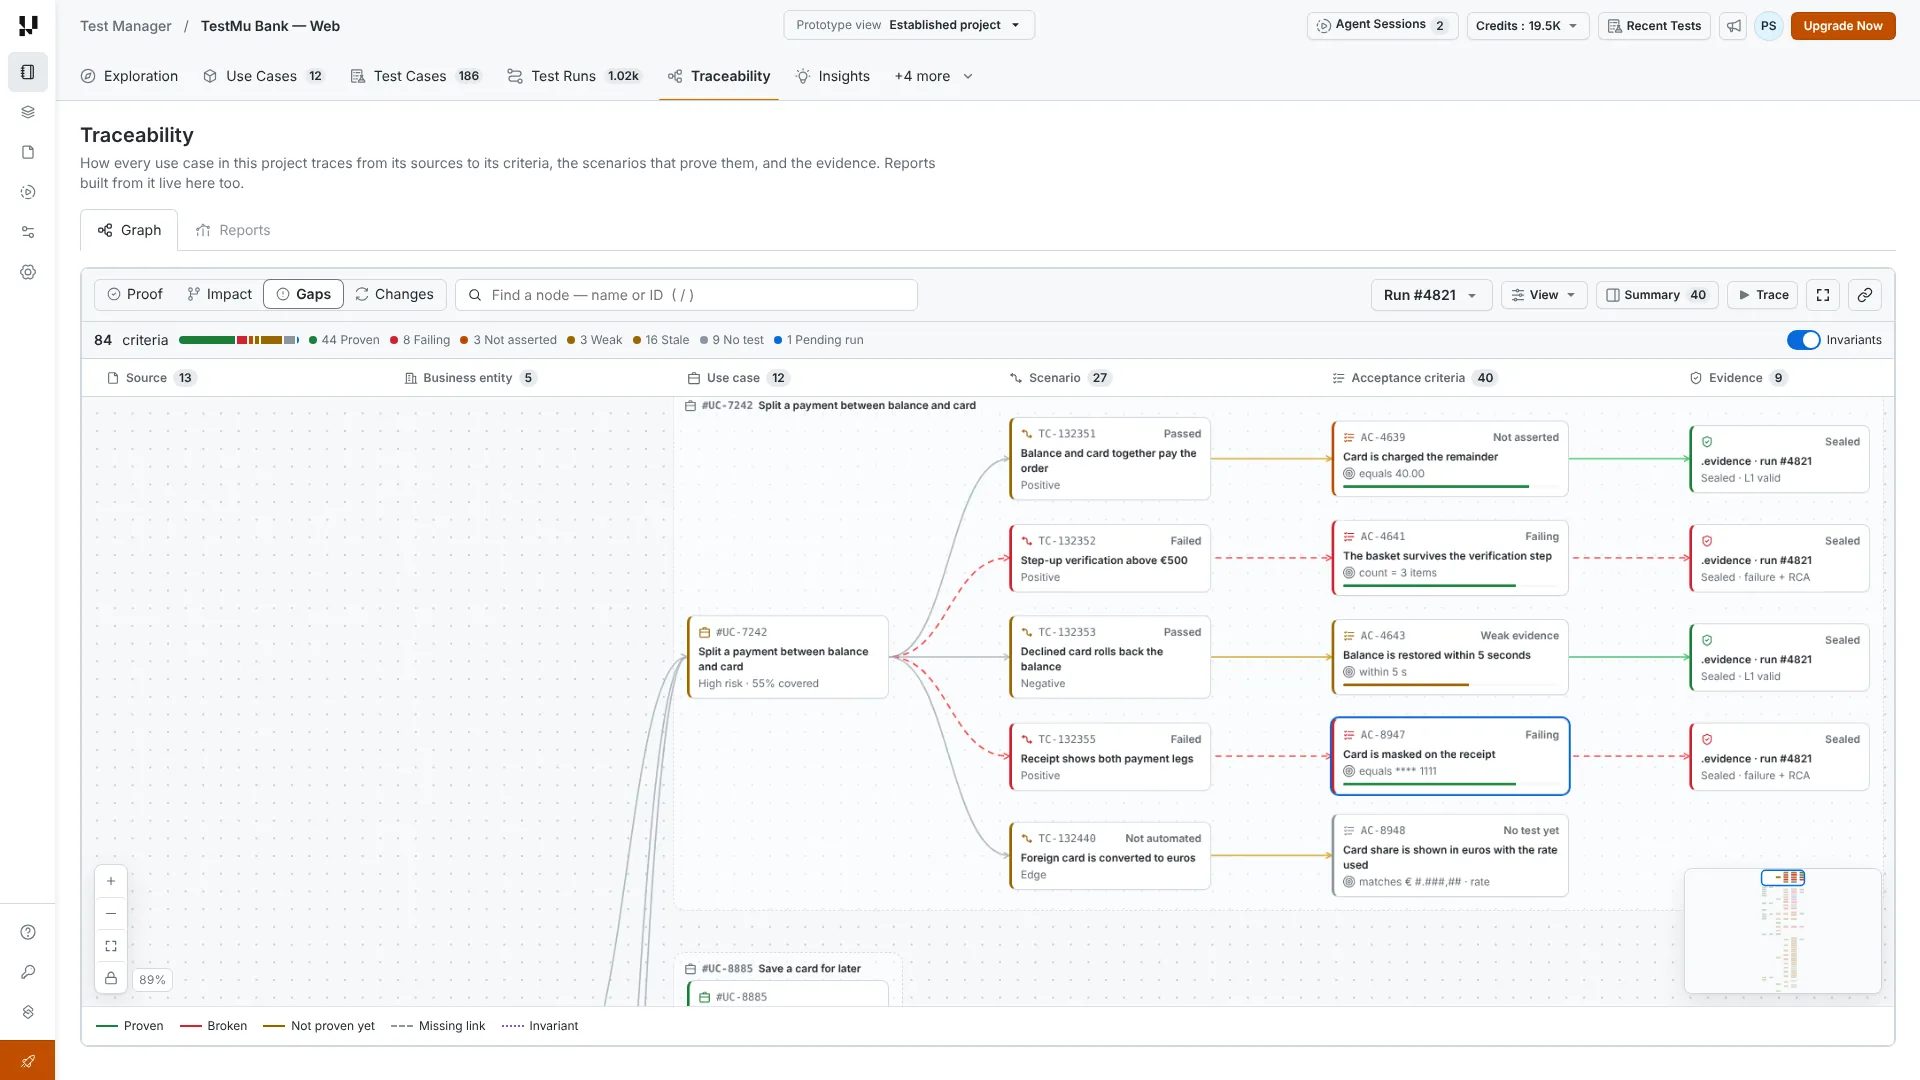 Test Manager / TestMu Bank — Web
Prototype view Established project
Agent Sessions 2
Credits : 19.5K
Recent Tests
PS
Upgrade Now
Exploration
Use Cases 12
Test Cases 186
Test Runs 1.02k
Traceability
Insights
+4 more
Traceability
How every use case in this project traces from its sources to its criteria, the scenarios that prove them, and the evidence. Reports
built from it live here too.
Graph
Reports
Proof
Impact
Gaps
Changes
Find a node — name or ID ( / )
Run #4821
View
Summary 40
Trace
84 criteria
44 Proven
8 Failing
3 Not asserted
3 Weak
16 Stale
9 No test
1 Pending run
Invariants
Source 13
Business entity 5
Use case 12
Scenario 27
Acceptance criteria 40
Evidence 9
#UC-7242 Split a payment between balance and card
TC-132351 Passed
Balance and card together pay the
order
Positive
AC-4639 Not asserted
Card is charged the remainder
equals 40.00
Sealed
.evidence · run #4821
Sealed · L1 valid
TC-132352 Failed
Step-up verification above €500
Positive
AC-4641 Failing
The basket survives the verification step
count = 3 items
Sealed
.evidence · run #4821
Sealed · failure + RCA
#UC-7242
Split a payment between balance
and card
High risk · 55% covered
TC-132353 Passed
Declined card rolls back the
balance
Negative
AC-4643 Weak evidence
Balance is restored within 5 seconds
within 5 s
Sealed
.evidence · run #4821
Sealed · L1 valid
TC-132355 Failed
Receipt shows both payment legs
Positive
AC-8947 Failing
Card is masked on the receipt
equals **** 1111
Sealed
.evidence · run #4821
Sealed · failure + RCA
TC-132440 Not automated
Foreign card is converted to euros
Edge
AC-8948 No test yet
Card share is shown in euros with the rate
used
matches € #.###,## · rate
#UC-8885 Save a card for later
#UC-8885
89%
Proven
Broken
Not proven yet
Missing link
Invariant